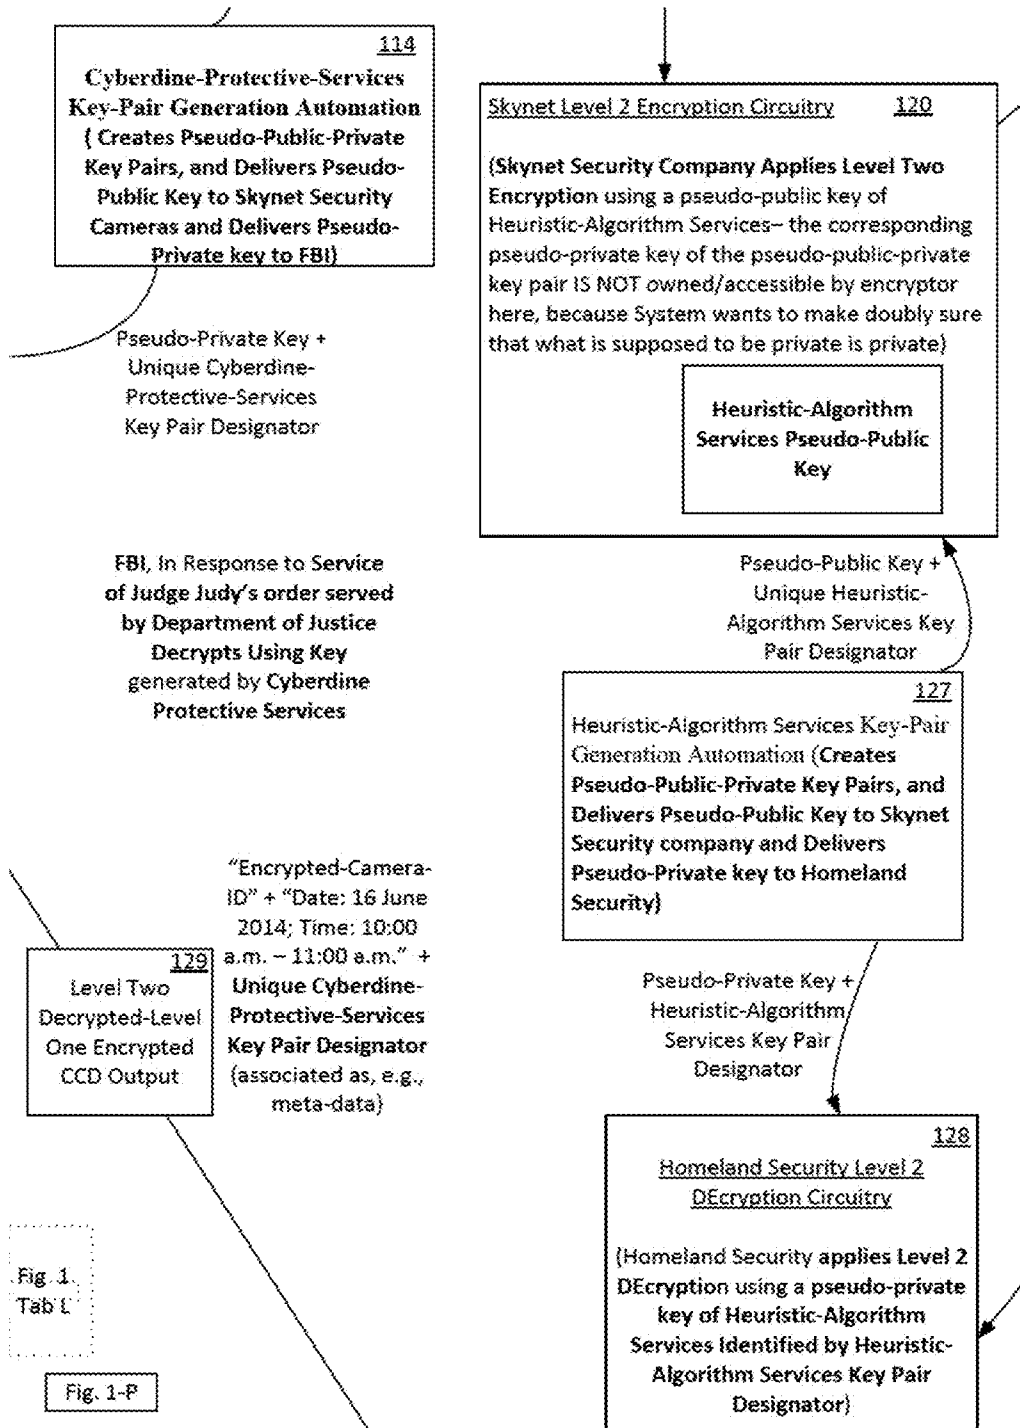 114
Cyberdine-Protective-Services
Key-Pair Generation Automation
( Creates Pseudo-Public-Private
Key Pairs, and Delivers Pseudo-
Public Key to Skynet Security
Cameras and Delivers Pseudo-
Private key to FBI)
Pseudo-Private Key +
Unique Cyberdine-
Protective-Services
Key Pair Designator
Skynet Level 2 Encryption Circuitry 120
(Skynet Security Company Applies Level Two
Encryption using a pseudo-public key of
Heuristic-Algorithm Services– the corresponding
pseudo-private key of the pseudo-public-private
key pair IS NOT owned/accessible by encryptor
here, because System wants to make doubly sure
that what is supposed to be private is private)
Heuristic-Algorithm
Services Pseudo-Public
Key
FBI, In Response to Service
of Judge Judy's order served
by Department of Justice
Decrypts Using Key
generated by Cyberdine
Protective Services
Pseudo-Public Key +
Unique Heuristic-
Algorithm Services Key
Pair Designator
127
Heuristic-Algorithm Services Key-Pair
Generation Automation (Creates
Pseudo-Public-Private Key Pairs, and
Delivers Pseudo-Public Key to Skynet
Security company and Delivers
Pseudo-Private key to Homeland
Security)
"Encrypted-Camera-
ID" + "Date: 16 June
2014; Time: 10:00
a.m. – 11:00 a.m." +
Unique Cyberdine-
Protective-Services
Key Pair Designator
(associated as, e.g.,
meta-data)
129
Level Two
Decrypted-Level
One Encrypted
CCD Output
Pseudo-Private Key +
Heuristic-Algorithm
Services Key Pair
Designator
128
Homeland Security Level 2
DEcryption Circuitry
(Homeland Security applies Level 2
DEcryption using a pseudo-private
key of Heuristic-Algorithm
Services Identified by Heuristic-
Algorithm Services Key Pair
Designator)
Fig. 1.
Tab L
Fig. 1-P